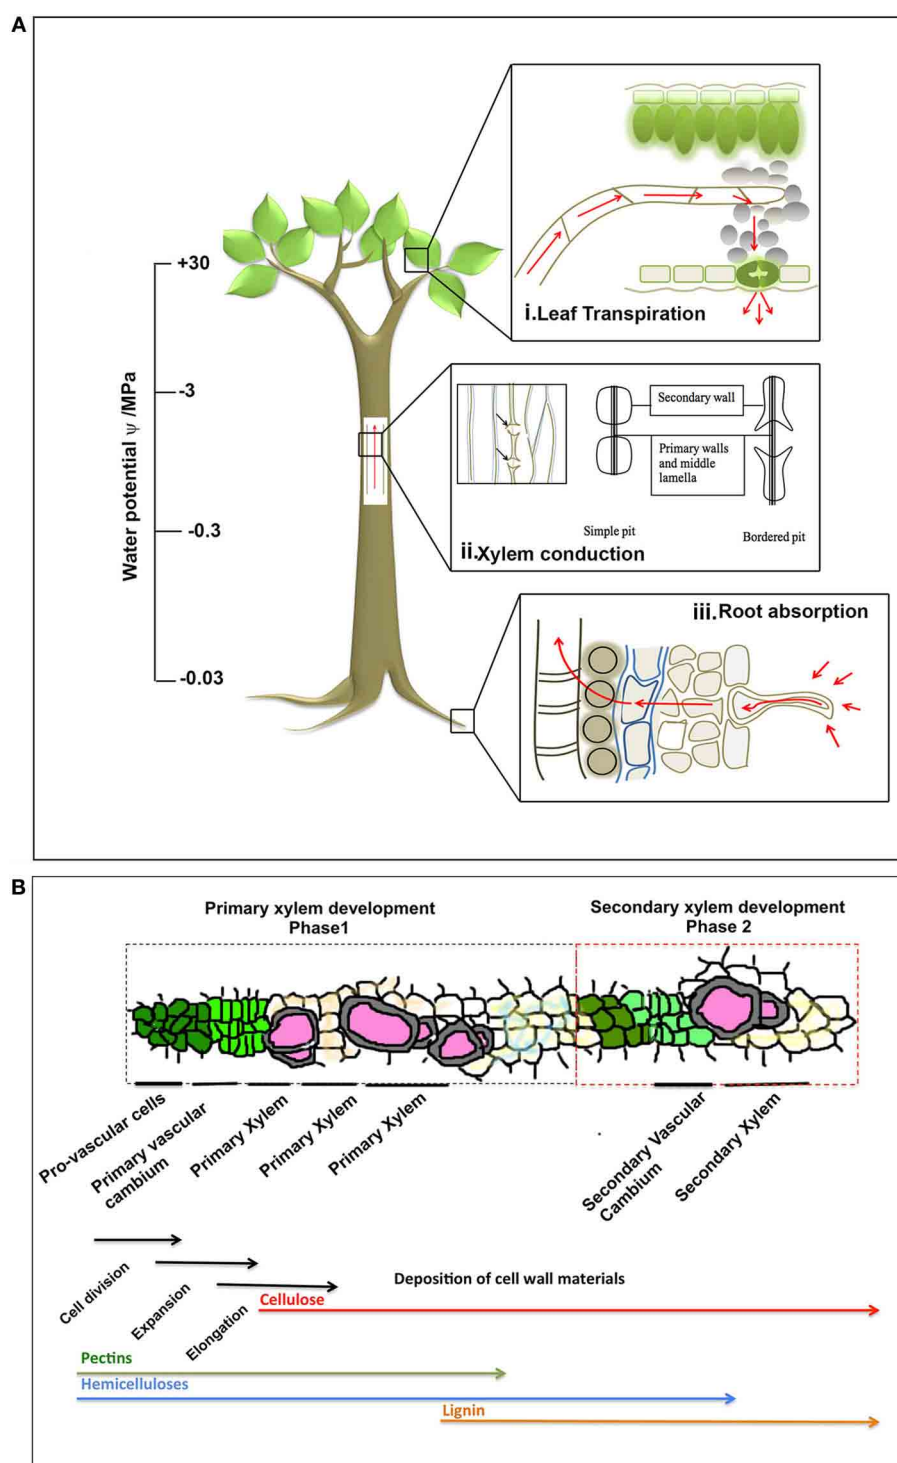 A
+30
-3
-0.3
-0.03
Water potential ψ /MPa
i.Leaf Transpiration
Secondary wall
Primary walls
and middle
lamella
Simple pit
Bordered pit
ii.Xylem conduction
iii. Root absorption
B
Primary xylem development
Phase1
Secondary xylem development
Phase 2
Pro-vascular cells
Primary vascular
cambium
Primary Xylem
Primary Xylem
Primary Xylem
Secondary Vascular
Cambium
Secondary Xylem
Cell division
Expansion
Elongation
Deposition of cell wall materials
Cellulose
Pectins
Hemicelluloses
Lignin